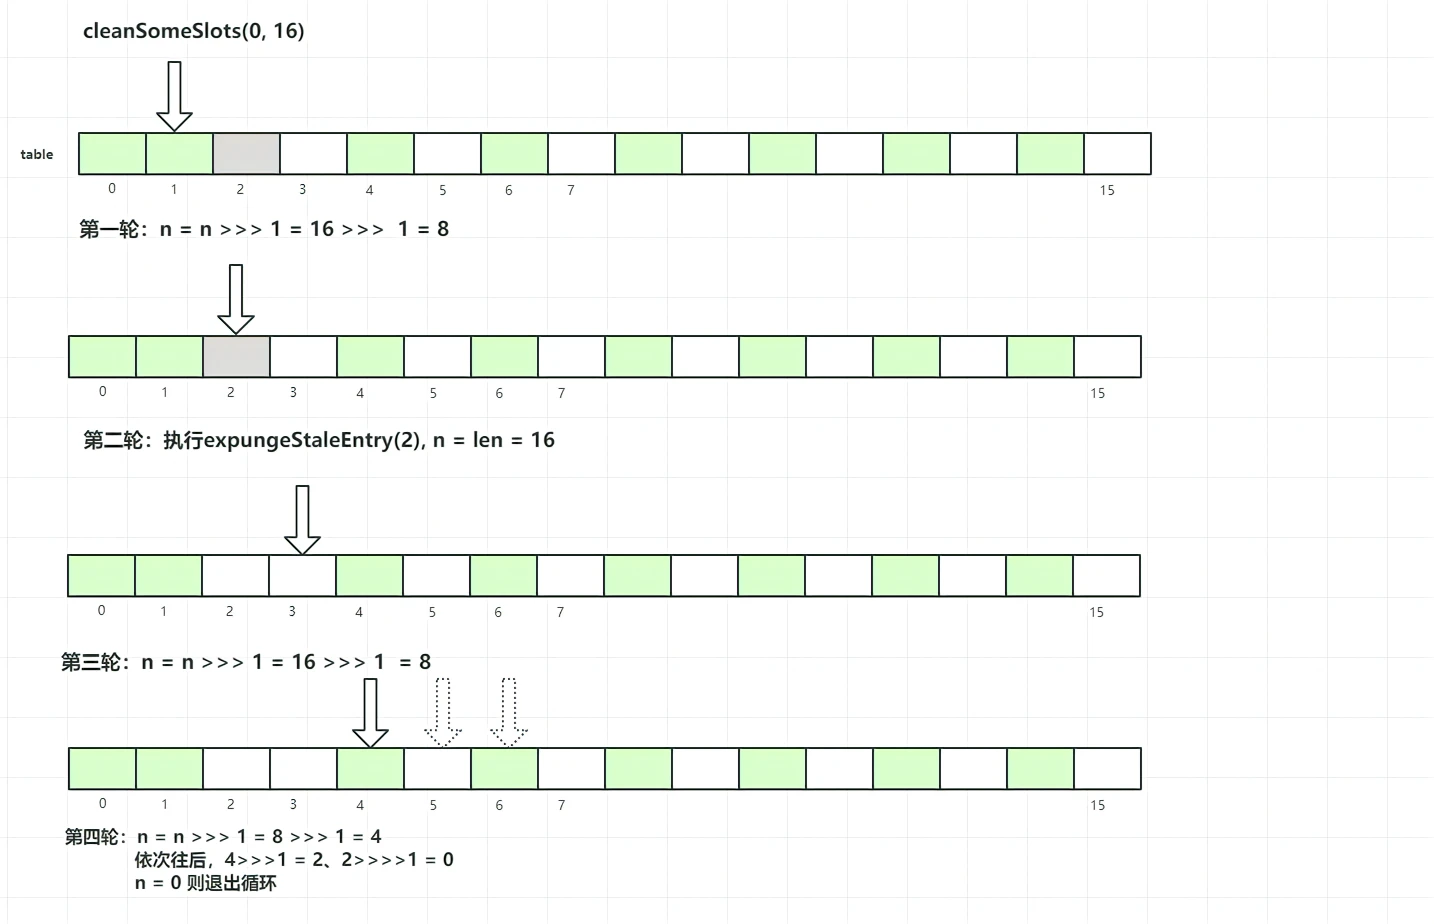 cleanSomeSlots(0, 16)
table
0 1 2 3 4 5 6 7 15
第一轮：n = n >>> 1 = 16 >>> 1 = 8
0 1 2 3 4 5 6 7 15
第二轮：执行expungeStaleEntry(2), n = len = 16
0 1 2 3 4 5 6 7 15
第三轮：n = n >>> 1 = 16 >>> 1 = 8
0 1 2 3 4 5 6 7 15
第四轮：n = n >>> 1 = 8 >>> 1 = 4
依次往后，4>>>1 = 2、2>>>>1 = 0
n = 0 则退出循环